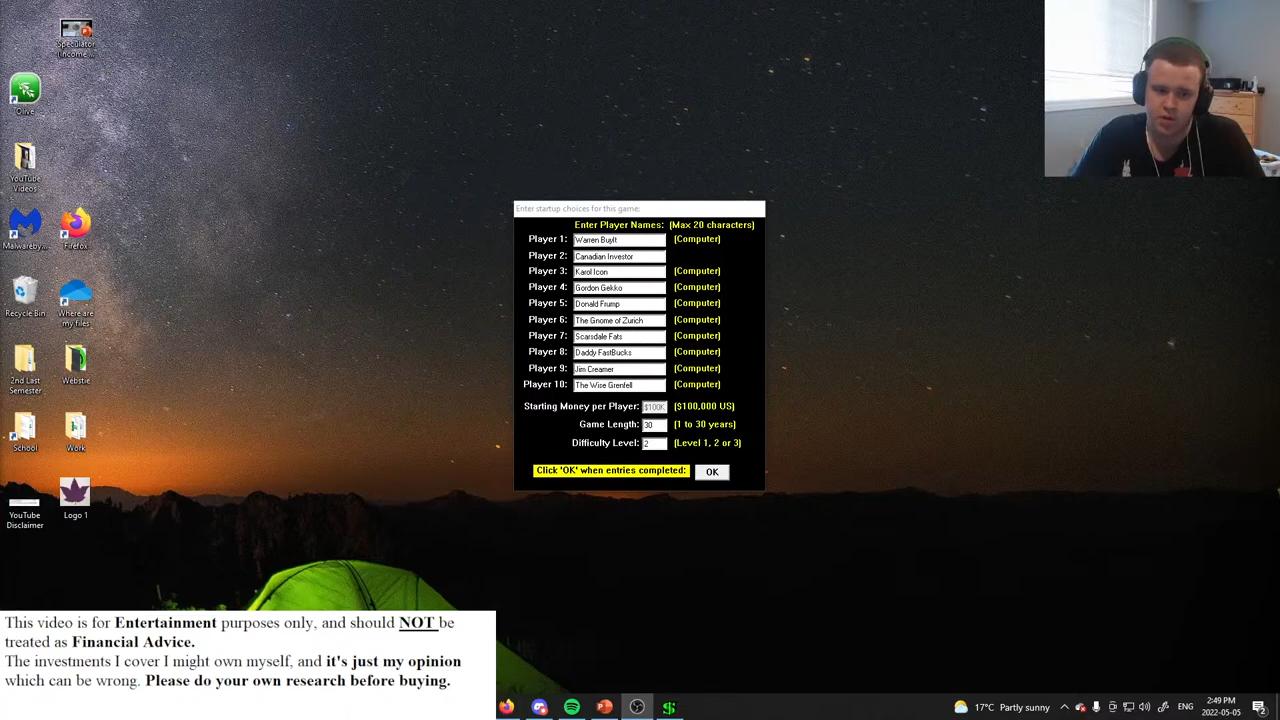 Speculator
(Income...
Olive
YouTube
Videos
Malwareby...
Firefox
Recycle Bin
Where are
my files
2nd Last
Semester
Webstie
School
Work
YouTube
Disclaimer
Logo 1
Enter startup choices for this game:
Enter Player Names: (Max 20 characters)
Player 1: Warren BuyIt (Computer)
Player 2: Canadian Investor
Player 3: Karol Icon (Computer)
Player 4: Gordon Gekko (Computer)
Player 5: Donald Frump (Computer)
Player 6: The Gnome of Zurich (Computer)
Player 7: Scarsdale Fats (Computer)
Player 8: Daddy FastBucks (Computer)
Player 9: Jim Creamer (Computer)
Player 10: The Wise Grenfell (Computer)
Starting Money per Player: $100K ($100,000 US)
Game Length: 30 (1 to 30 years)
Difficulty Level: 2 (Level 1, 2 or 3)
Click 'OK' when entries completed: OK
This video is for Entertainment purposes only, and should NOT be
treated as Financial Advice.
The investments I cover I might own myself, and it's just my opinion
which can be wrong. Please do your own research before buying.
17°C Partly sunny
ENG
2:49 PM
2022-05-05